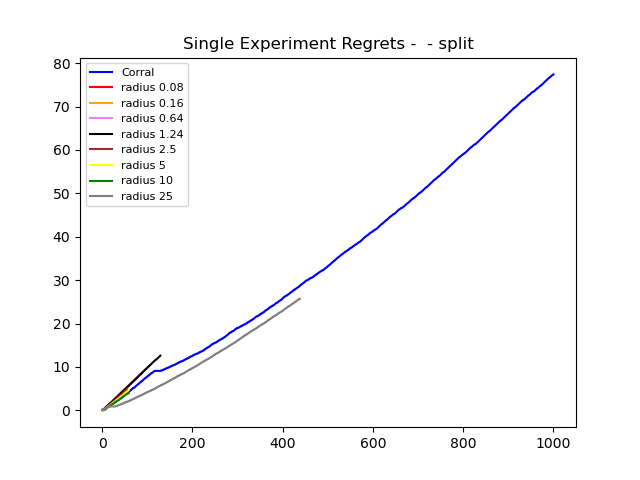 Single Experiment Regrets -  - split
80
70
60
50
40
30
20
10
0
Corral
radius 0.08
radius 0.16
radius 0.64
radius 1.24
radius 2.5
radius 5
radius 10
radius 25
0 200 400 600 800 1000